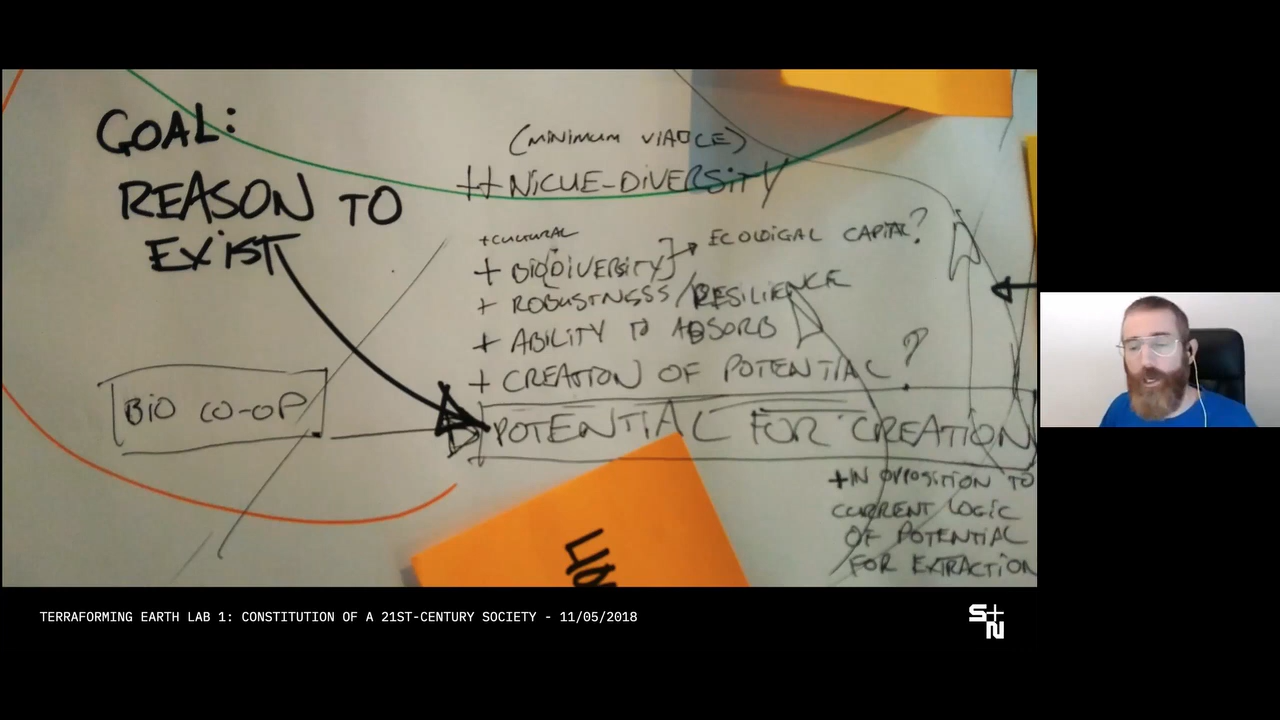 GOAL:
REASON TO
EXIST
(MINIMUM VIABLE)
++ NICHE-DIVERSITY
+ CULTURAL
+ BIODIVERSITY → ECOLOIGAL CAPITAL?
+ ROBUSTNESS / RESILIENCE
+ ABILITY TO ABSORB
+ CREATION OF POTENTIAL?
BIO CO-OP
POTENTIAL FOR CREATION
+ IN OPPOSITION TO
CURRENT LOGIC
OF POTENTIAL
FOR EXTRACTION
TERRAFORMING EARTH LAB 1: CONSTITUTION OF A 21ST-CENTURY SOCIETY - 11/05/2018
S+N